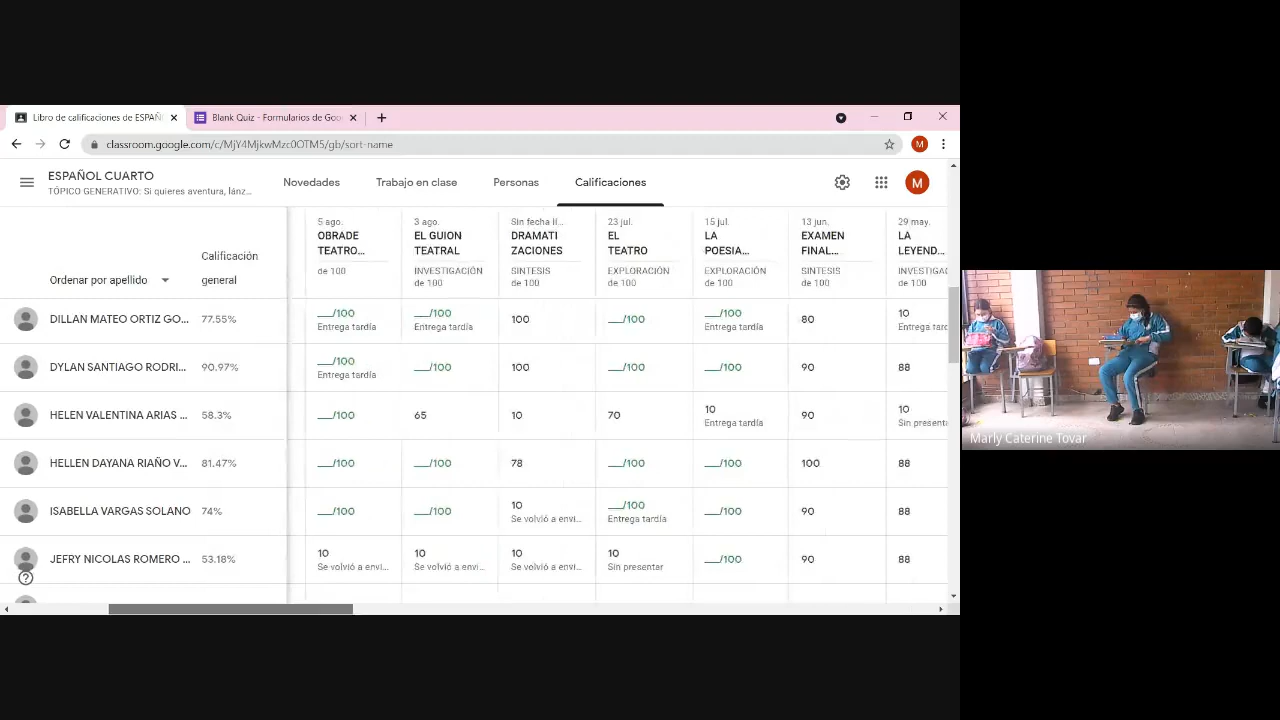 Libro de calificaciones de ESPAÑ
Blank Quiz - Formularios de Goo
classroom.google.com/c/MjY4MjkwMzc0OTM5/gb/sort-name
M
ESPAÑOL CUARTO
TÓPICO GENERATIVO: Si quieres aventura, lánz...
Novedades
Trabajo en clase
Personas
Calificaciones
M
Ordenar por apellido
Calificación
general
5 ago.
OBRADE
TEATRO...
de 100
3 ago.
EL GUION
TEATRAL
INVESTIGACIÓN
de 100
Sin fecha lí...
DRAMATI
ZACIONES
SINTESIS
de 100
23 jul.
EL
TEATRO
EXPLORACIÓN
de 100
15 jul.
LA
POESIA...
EXPLORACIÓN
de 100
13 jun.
EXAMEN
FINAL...
SINTESIS
de 100
29 may.
LA
LEYEND...
INVESTIGA
de 100
DILLAN MATEO ORTIZ GO... 77.55% __/100 __/100 100 __/100 __/100 80 10
Entrega tardía Entrega tardía Entrega tardía Entrega tard
DYLAN SANTIAGO RODRI... 90.97% __/100 __/100 100 __/100 __/100 90 88
Entrega tardía
HELEN VALENTINA ARIAS ... 58.3% __/100 65 10 70 10 90 10
Entrega tardía Sin present
HELLEN DAYANA RIAÑO V... 81.47% __/100 __/100 78 __/100 __/100 100 88
ISABELLA VARGAS SOLANO 74% __/100 __/100 10 __/100 __/100 90 88
Se volvió a envi... Entrega tardía
JEFRY NICOLAS ROMERO ... 53.18% 10 10 10 10 __/100 90 88
Se volvió a envi... Se volvió a envi... Se volvió a envi... Sin presentar
Marly Caterine Tovar